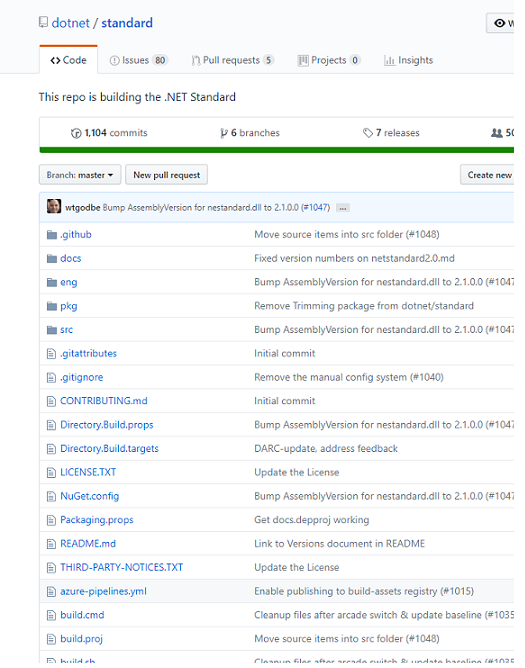 dotnet / standard
Code
Issues 80
Pull requests 5
Projects 0
Insights
This repo is building the .NET Standard
1,104 commits
6 branches
7 releases
Branch: master
New pull request
Create new
wtgodbe Bump AssemblyVersion for nestandard.dll to 2.1.0.0 (#1047) ...
.github Move source items into src folder (#1048)
docs Fixed version numbers on netstandard2.0.md
eng Bump AssemblyVersion for nestandard.dll to 2.1.0.0 (#1047
pkg Remove Trimming package from dotnet/standard
src Bump AssemblyVersion for nestandard.dll to 2.1.0.0 (#1047
.gitattributes Initial commit
.gitignore Remove the manual config system (#1040)
CONTRIBUTING.md Initial commit
Directory.Build.props Bump AssemblyVersion for nestandard.dll to 2.1.0.0 (#1047
Directory.Build.targets DARC-update, address feedback
LICENSE.TXT Update the License
NuGet.config Bump AssemblyVersion for nestandard.dll to 2.1.0.0 (#1047
Packaging.props Get docs.depproj working
README.md Link to Versions document in README
THIRD-PARTY-NOTICES.TXT Update the License
azure-pipelines.yml Enable publishing to build-assets registry (#1015)
build.cmd Cleanup files after arcade switch & update baseline (#1035
build.proj Move source items into src folder (#1048)
build.sh Cleanup files after arcade switch & update baseline (#1035